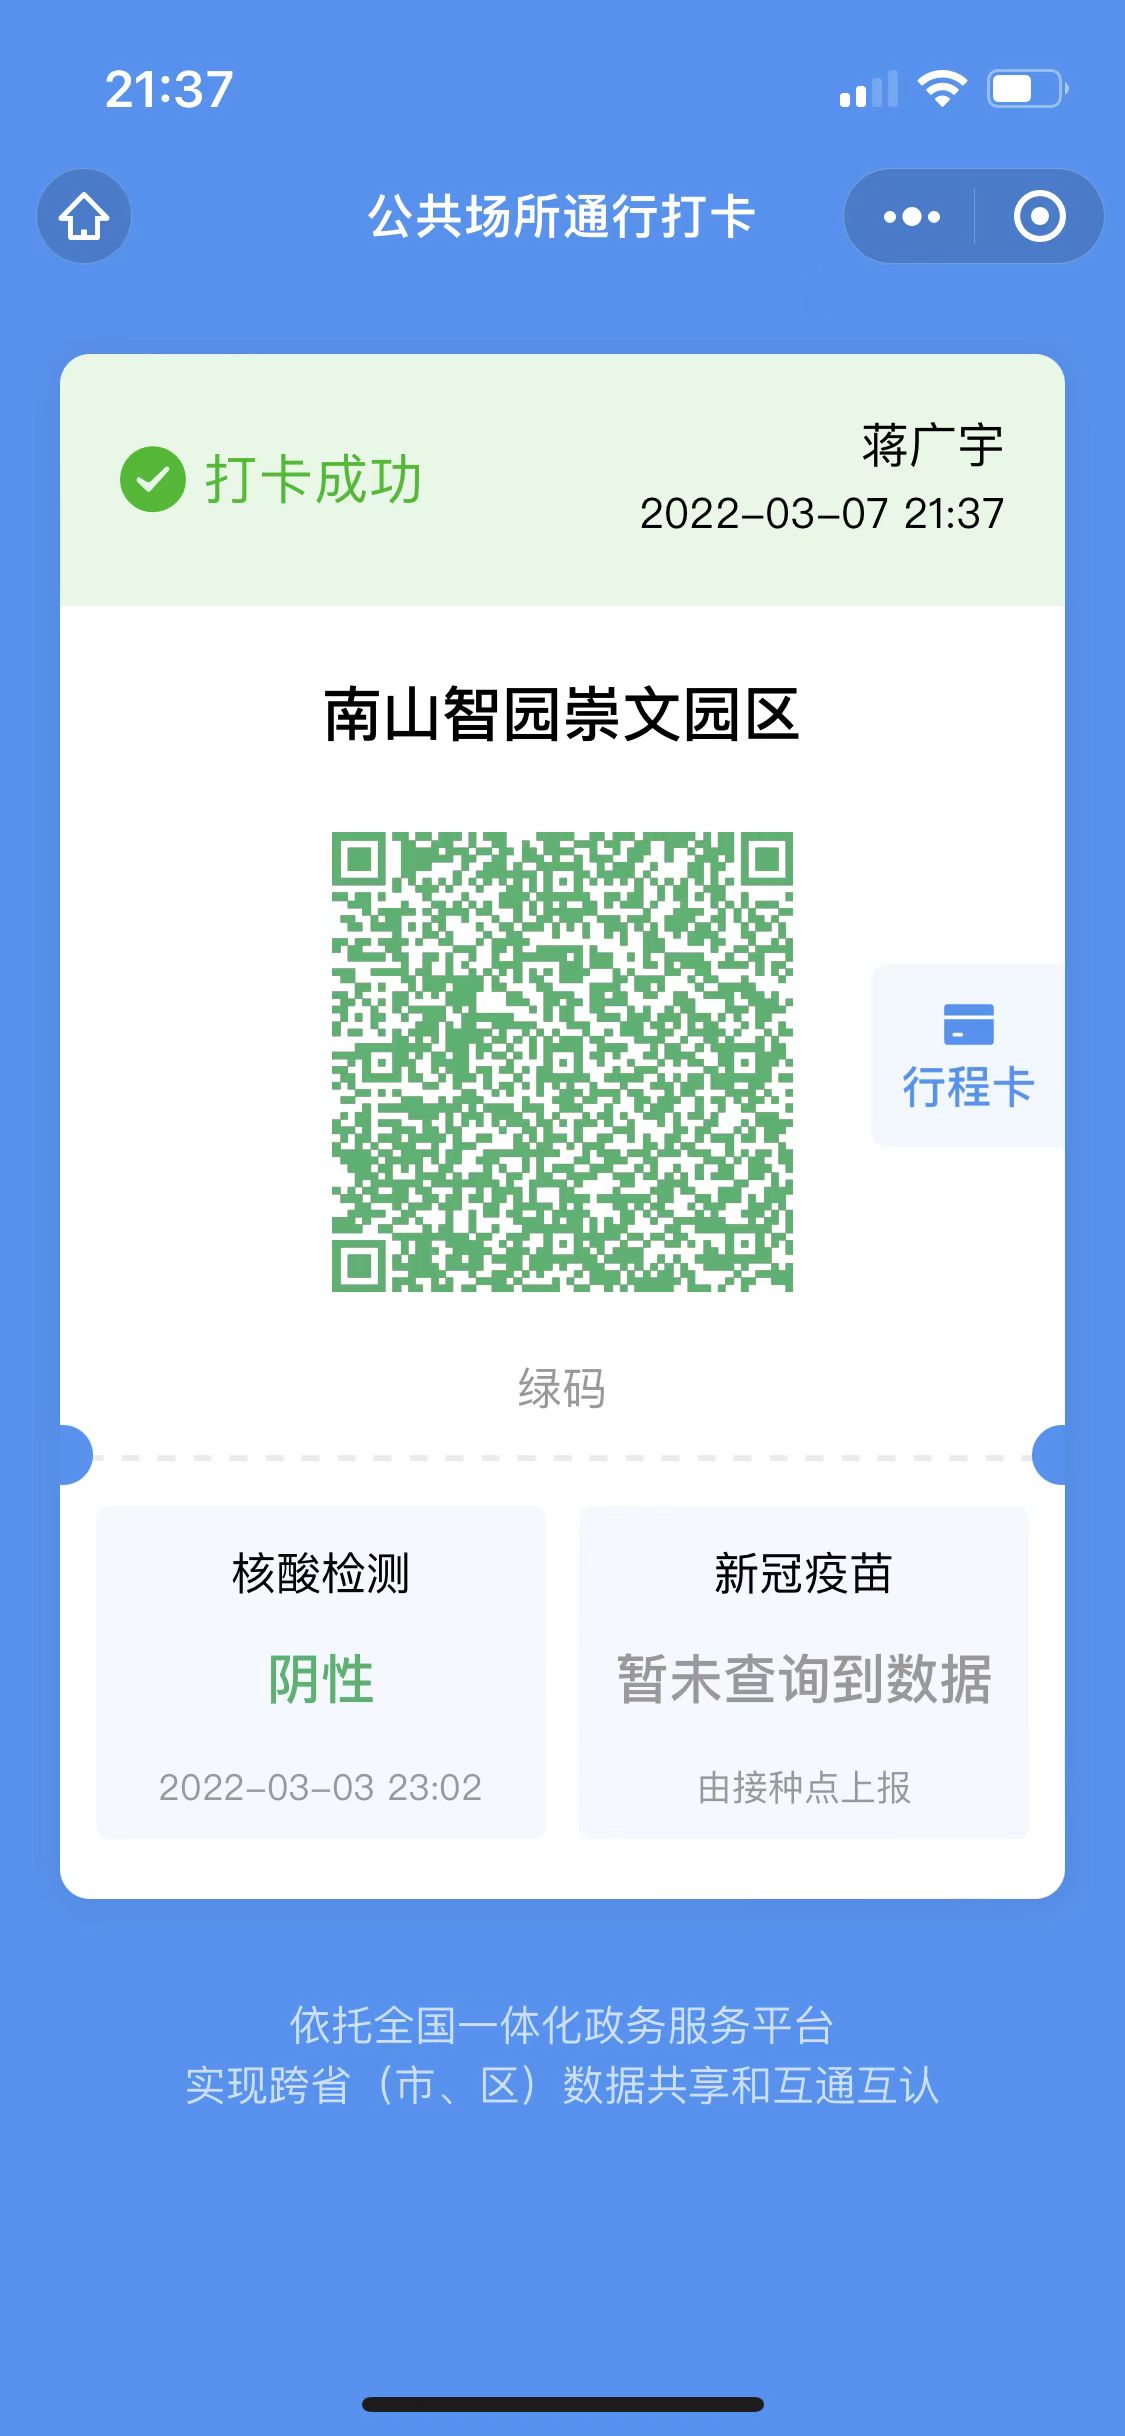 21:37
公共场所通行打卡
打卡成功
蒋广宇
2022-03-07 21:37
南山智园崇文园区
行程卡
绿码
核酸检测
阴性
2022-03-03 23:02
新冠疫苗
暂未查询到数据
由接种点上报
依托全国一体化政务服务平台
实现跨省（市、区）数据共享和互通互认